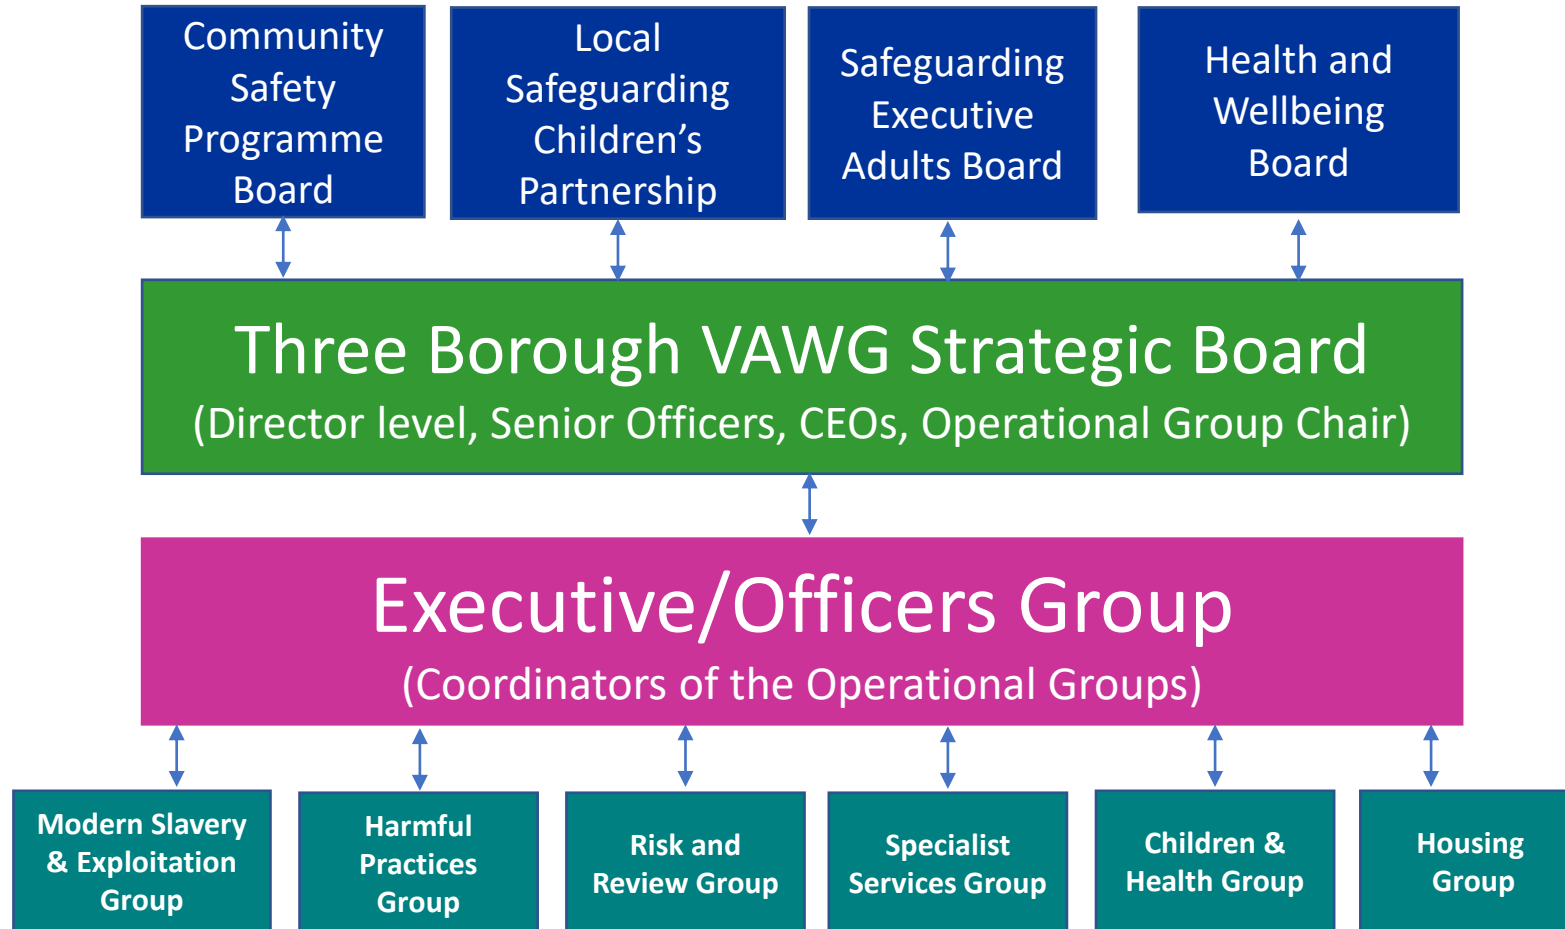 Community
Safety
Programme
Board
Local
Safeguarding
Children’s
Partnership
Safeguarding
Executive
Adults Board
Health and
Wellbeing
Board
Three Borough VAWG Strategic Board
(Director level, Senior Officers, CEOs, Operational Group Chair)
Executive/Officers Group
(Coordinators of the Operational Groups)
Modern Slavery
& Exploitation
Group
Harmful
Practices
Group
Risk and
Review Group
Specialist
Services Group
Children &
Health Group
Housing
Group